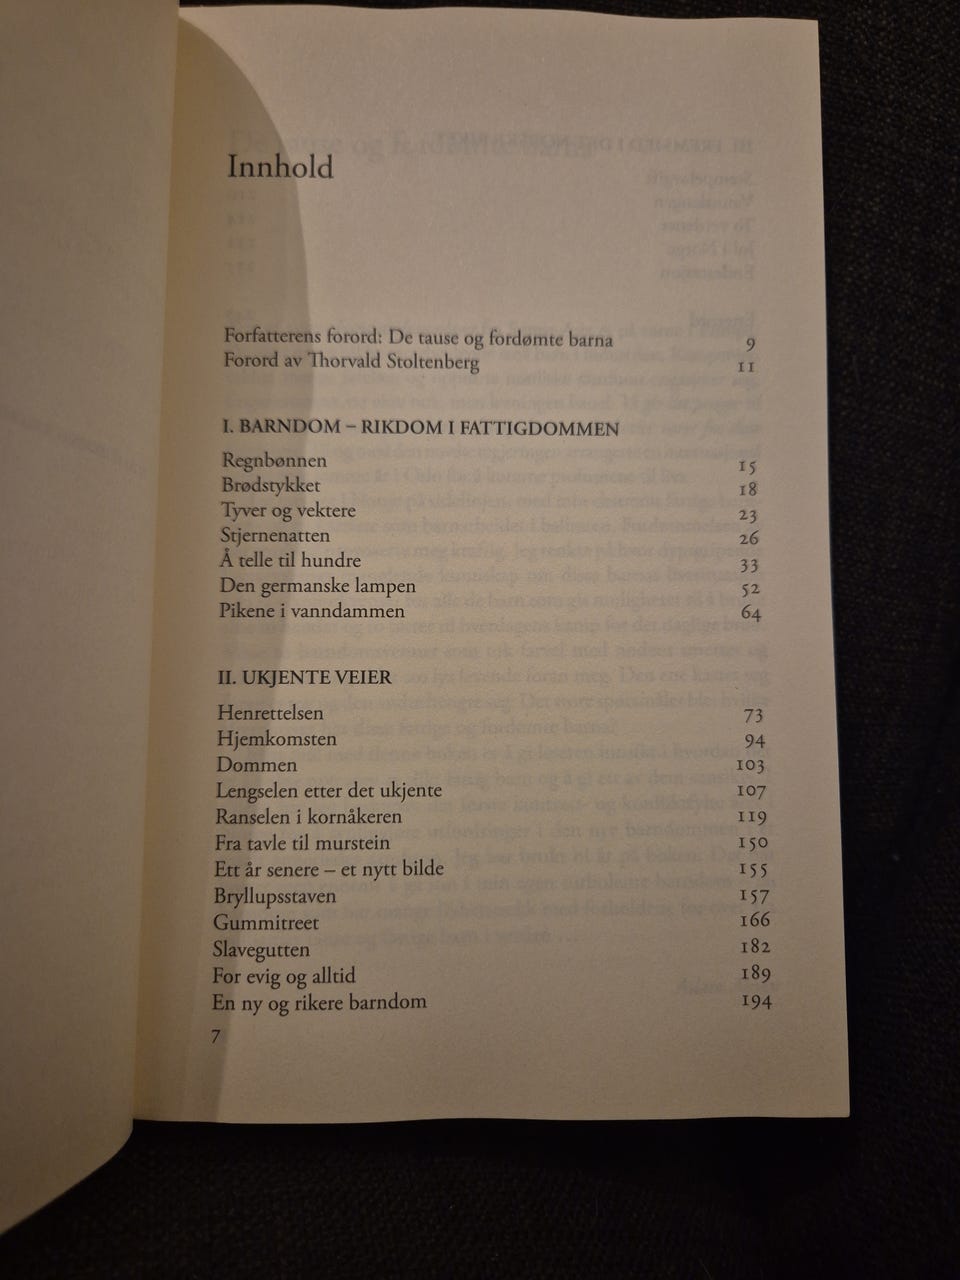 Innhold
Forfatterens forord: De tause og fordømte barna 9
Forord av Thorvald Stoltenberg 11
I. BARNDOM – RIKDOM I FATTIGDOMMEN
Regnbønnen 15
Brødstykket 18
Tyver og vektere 23
Stjernenatten 26
Å telle til hundre 33
Den germanske lampen 52
Pikene i vanndammen 64
II. UKJENTE VEIER
Henrettelsen 73
Hjemkomsten 94
Dommen 103
Lengselen etter det ukjente 107
Ranselen i kornåkeren 119
Fra tavle til murstein 150
Ett år senere – et nytt bilde 155
Bryllupsstaven 157
Gummitreet 166
Slavegutten 182
For evig og alltid 189
En ny og rikere barndom 194
7